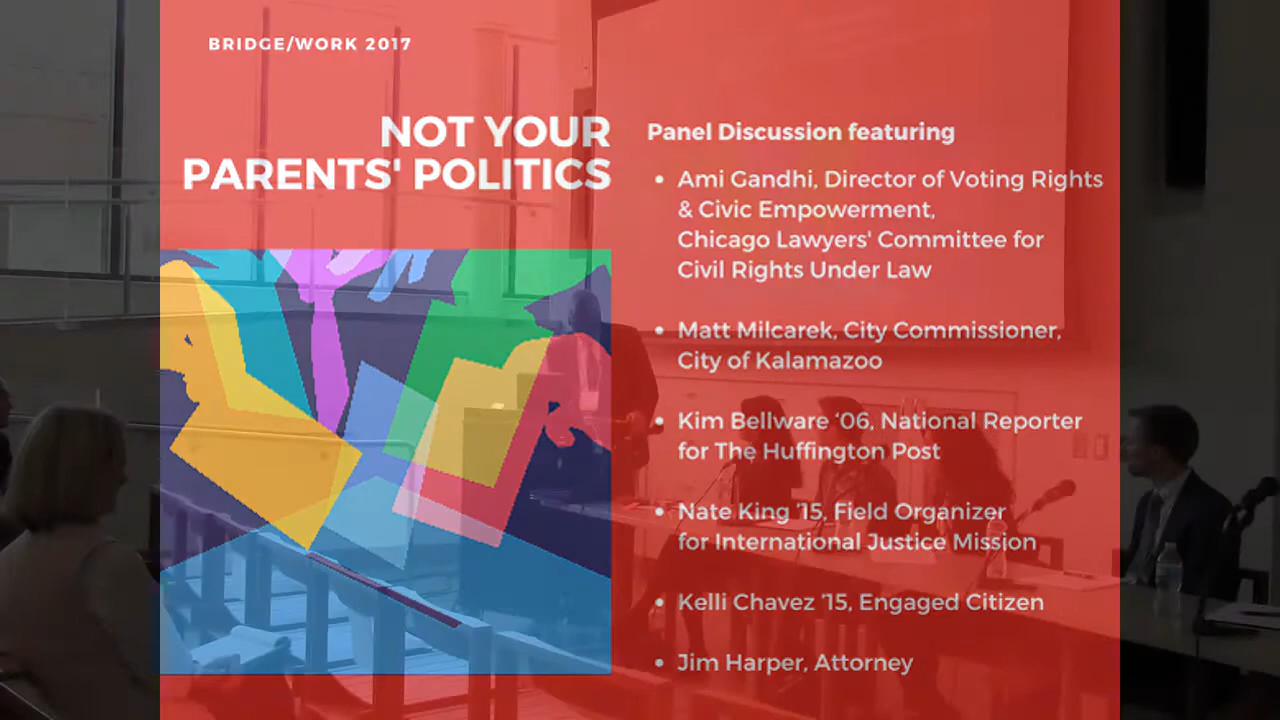 BRIDGE/WORK 2017
NOT YOUR
PARENTS' POLITICS
Panel Discussion featuring
• Ami Gandhi, Director of Voting Rights
& Civic Empowerment,
Chicago Lawyers' Committee for
Civil Rights Under Law
• Matt Milcarek, City Commissioner,
City of Kalamazoo
• Kim Bellware ‘06, National Reporter
for The Huffington Post
• Nate King '15, Field Organizer
for International Justice Mission
• Kelli Chavez '15, Engaged Citizen
• Jim Harper, Attorney